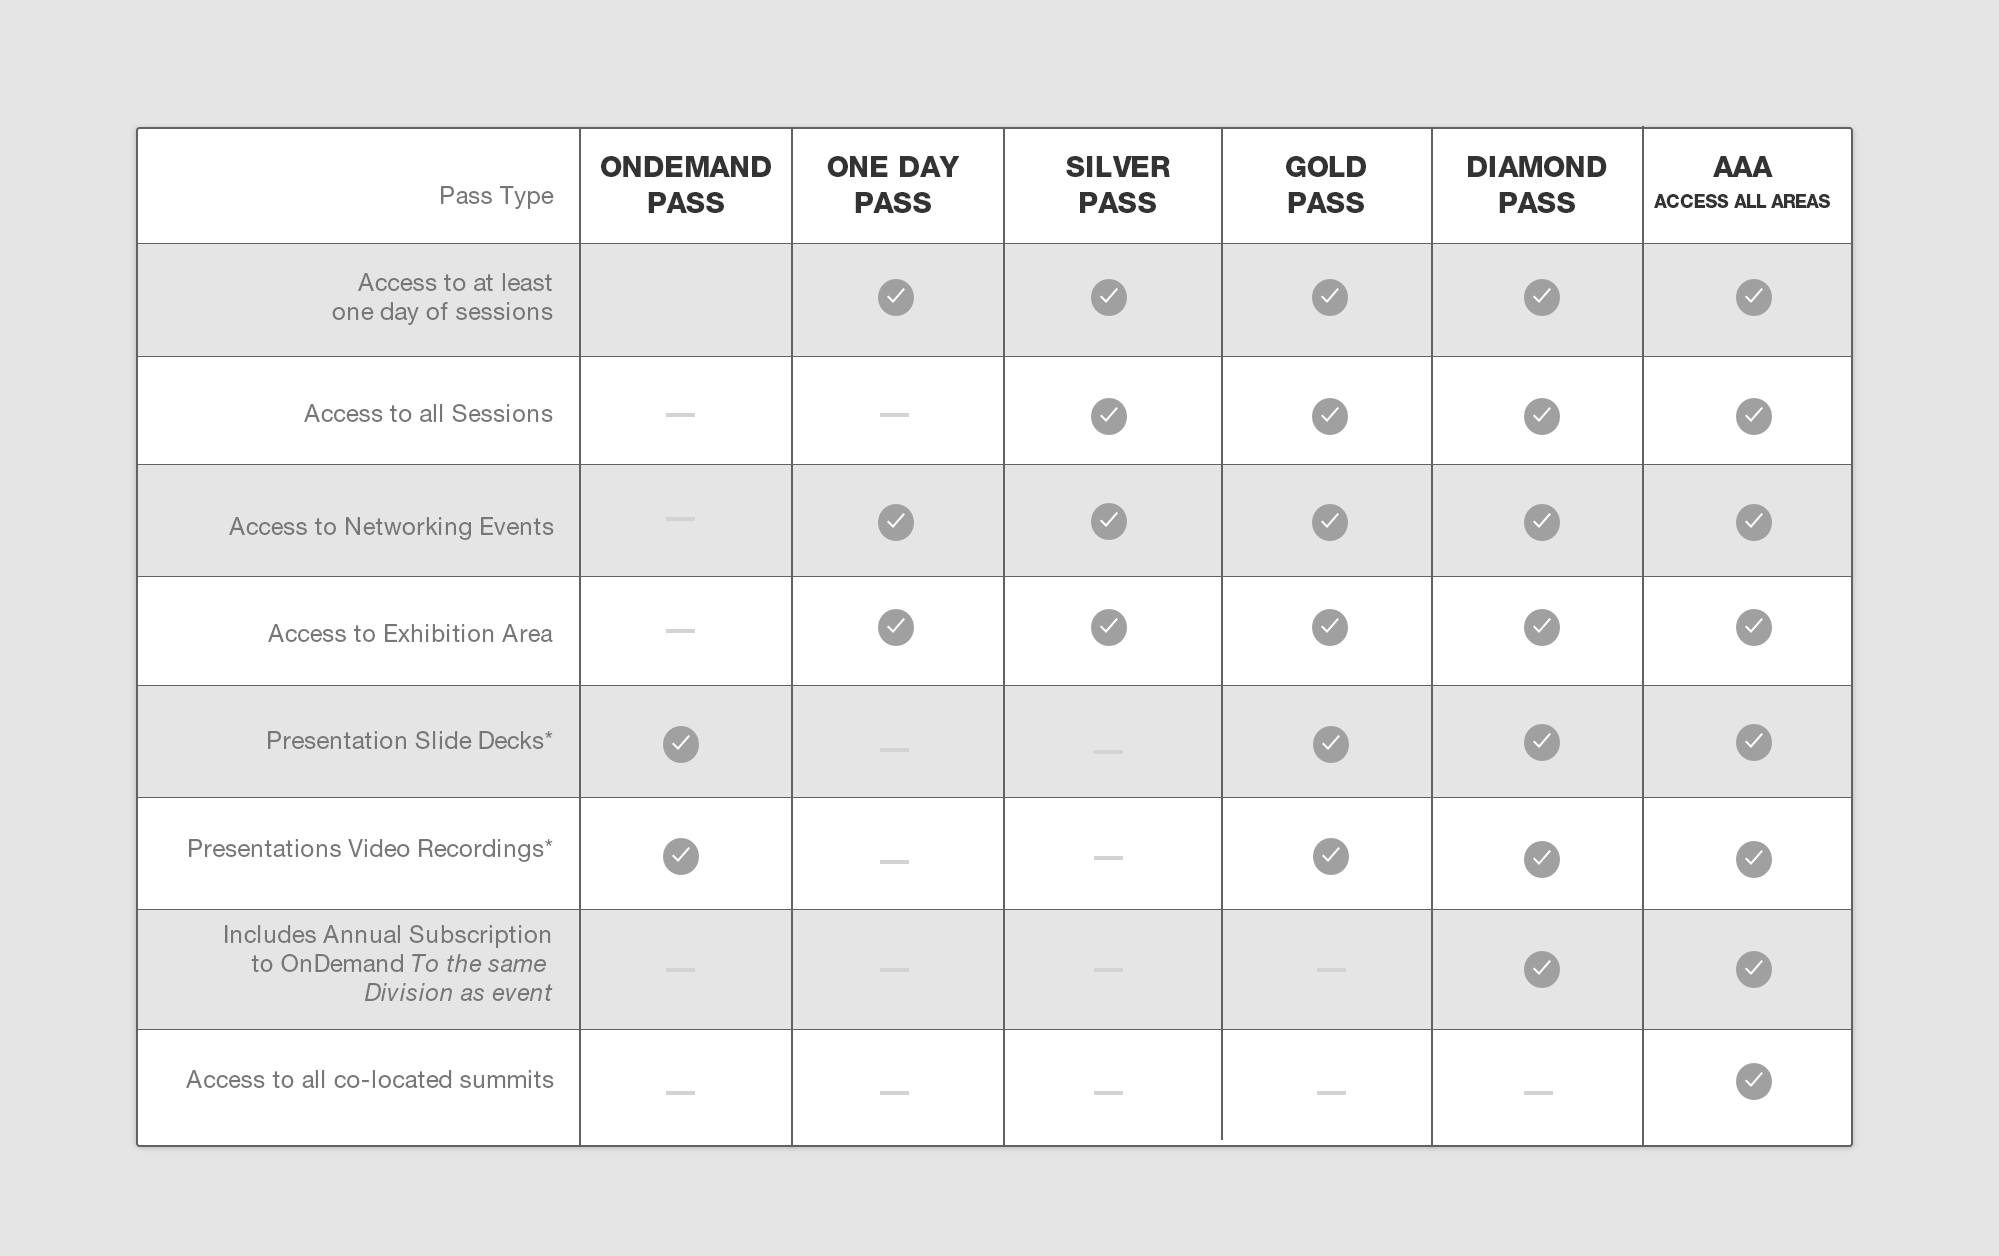 Pass Type
ONDEMAND
PASS
ONE DAY
PASS
SILVER
PASS
GOLD
PASS
DIAMOND
PASS
AAA
ACCESS ALL AREAS
Access to at least
one day of sessions
Access to all Sessions
Access to Networking Events
Access to Exhibition Area
Presentation Slide Decks*
Presentations Video Recordings*
Includes Annual Subscription
to OnDemand To the same
Division as event
Access to all co-located summits